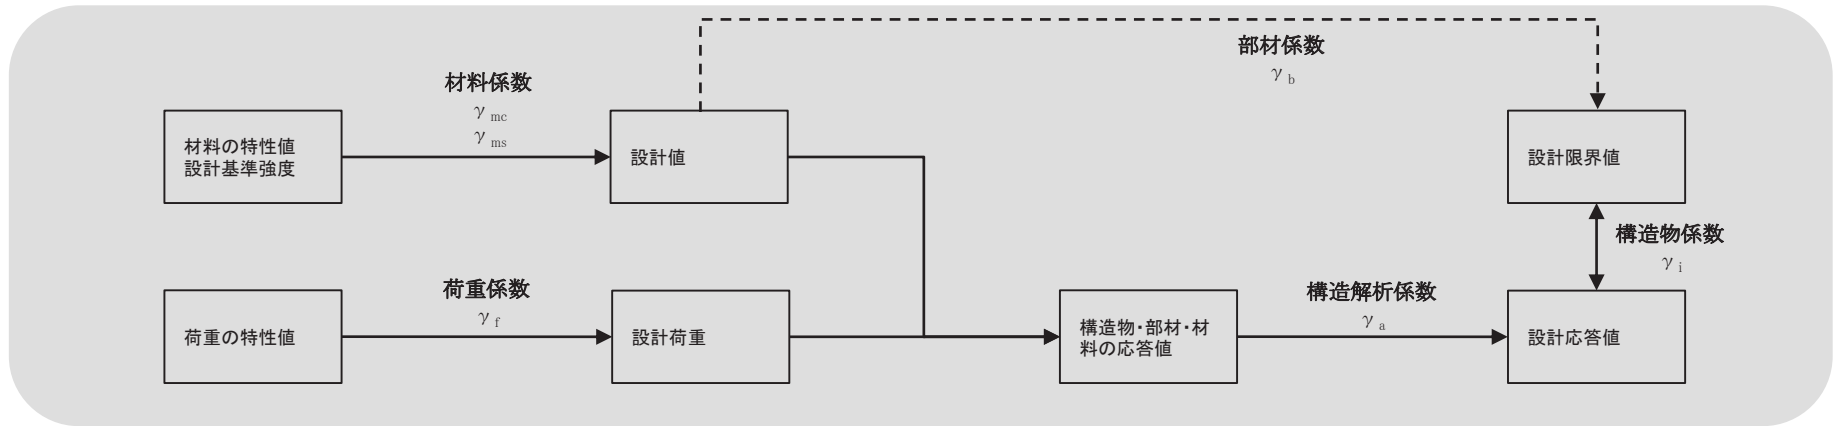 部材係数
γ b
材料係数
γ mc
γ ms
材料の特性値
設計基準強度
設計値
設計限界値
構造物係数
γ i
荷重係数
γ f
構造解析係数
γ a
荷重の特性値
設計荷重
構造物・部材・材
料の応答値
設計応答値